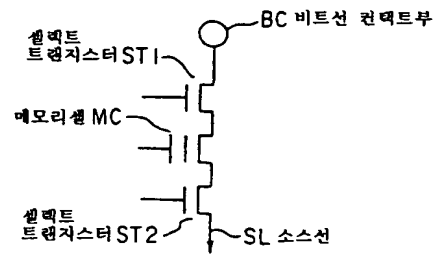 BC 비트선 컨택트부
셀렉트
트랜지스터 ST1
메모리셀 MC
셀렉트
트랜지스터 ST2
SL 소스선